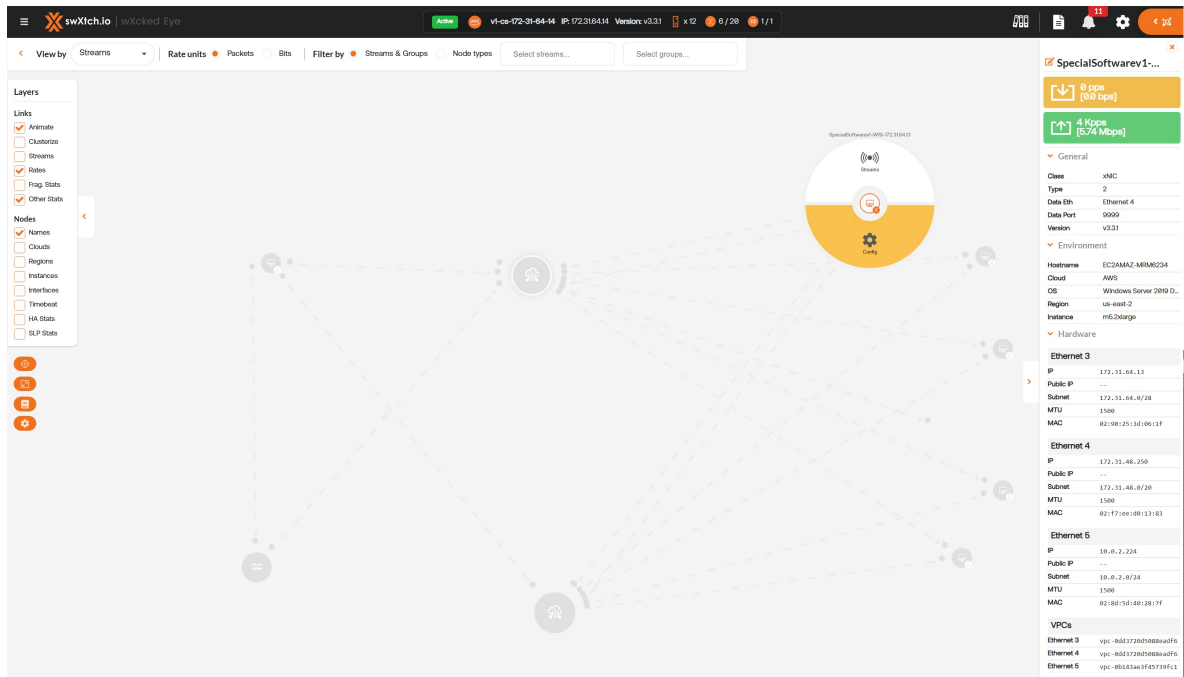 swXtch.io | wXcked Eye
Active v1-cs-172-31-64-14 IP: 172.31.64.14 Version: v3.3.1 x 12 6 / 20 1 / 1
11
View by Streams Rate units Packets Bits Filter by Streams & Groups Node types Select streams... Select groups...
Layers
Links
Animate
Clusterize
Streams
Rates
Frag. Stats
Other Stats
Nodes
Names
Clouds
Regions
Instances
Interfaces
Timebeat
HA Stats
SLP Stats
SpecialSoftwarev1-W19-172.31.64.13
Streams
Config
SpecialSoftwarev1-...
0 pps
[0.0 bps]
4 Kpps
[5.74 Mbps]
General
Class xNIC
Type 2
Data Eth Ethernet 4
Data Port 9999
Version v3.3.1
Environment
Hostname EC2AMAZ-MRM6234
Cloud AWS
OS Windows Server 2019 D...
Region us-east-2
Instance m5.2xlarge
Hardware
Ethernet 3
IP 172.31.64.13
Public IP --
Subnet 172.31.64.0/28
MTU 1500
MAC 02:90:25:3d:06:1f
Ethernet 4
IP 172.31.48.250
Public IP --
Subnet 172.31.48.0/20
MTU 1500
MAC 02:f7:ee:d0:13:83
Ethernet 5
IP 10.0.2.224
Public IP --
Subnet 10.0.2.0/24
MTU 1500
MAC 02:8d:5d:40:28:7f
VPCs
Ethernet 3 vpc-0dd3720d5088eadf6
Ethernet 4 vpc-0dd3720d5088eadf6
Ethernet 5 vpc-0b143ae3f45739fc1